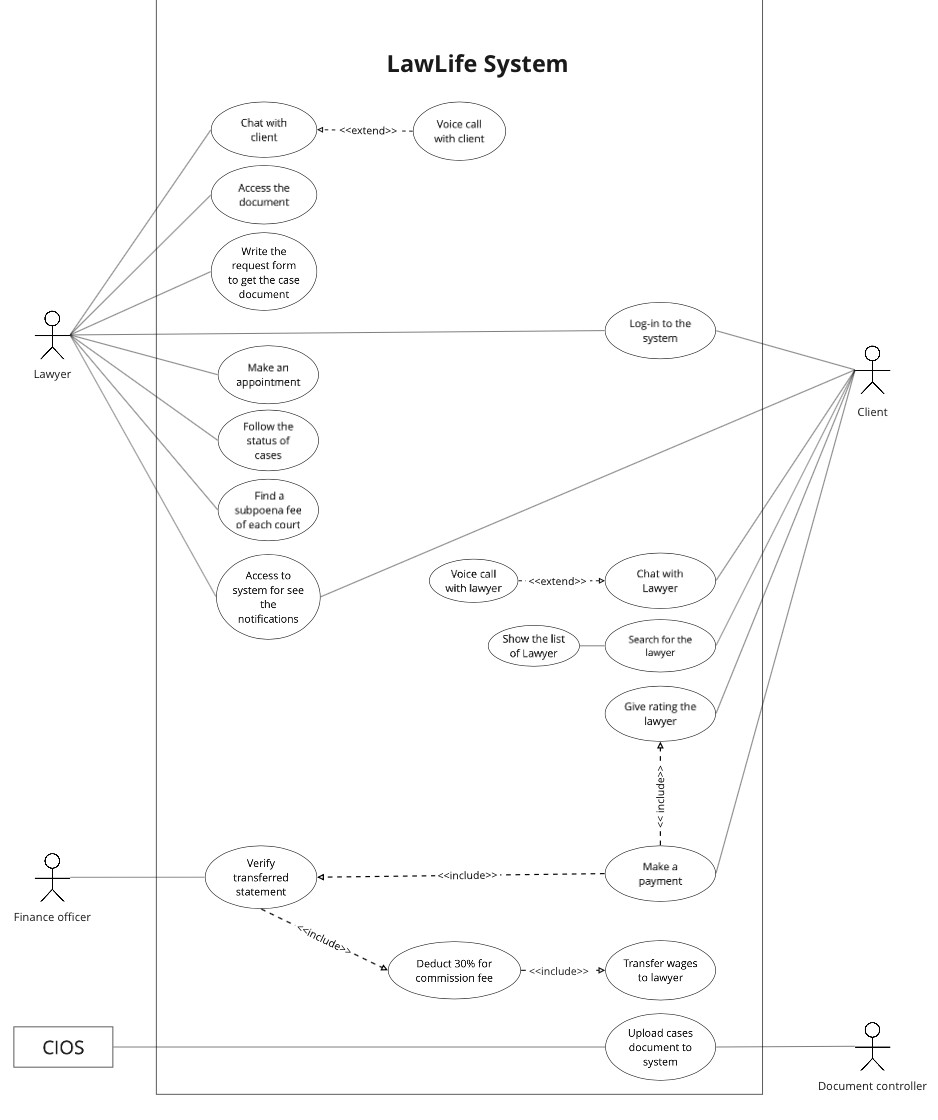 LawLife System
Chat with
client
<<extend>>
Voice call
with client
Access the
document
Write the
request form
to get the case
document
Log-in to the
system
Lawyer
Make an
appointment
Client
Follow the
status of
cases
Find a
subpoena fee
of each court
Access to
system for see
the
notifications
Voice call
with lawyer
<<extend>>
Chat with
Lawyer
Show the list
of Lawyer
Search for the
lawyer
Give rating the
lawyer
<< include>>
Verify
transferred
statement
<<include>>
Make a
payment
Finance officer
<<include>>
Deduct 30% for
commission fee
<<include>>
Transfer wages
to lawyer
CIOS
Upload cases
document to
system
Document controller